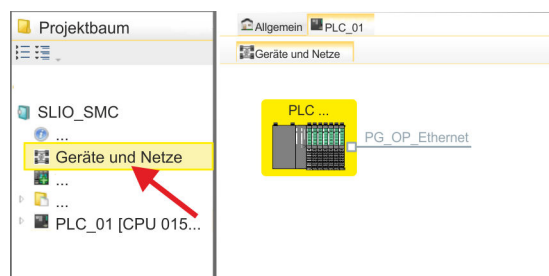 Projektbaum
SLIO_SMC
...
Geräte und Netze
...
...
PLC_01 [CPU 015...
Allgemein PLC_01
Geräte und Netze
PLC ...
PG_OP_Ethernet